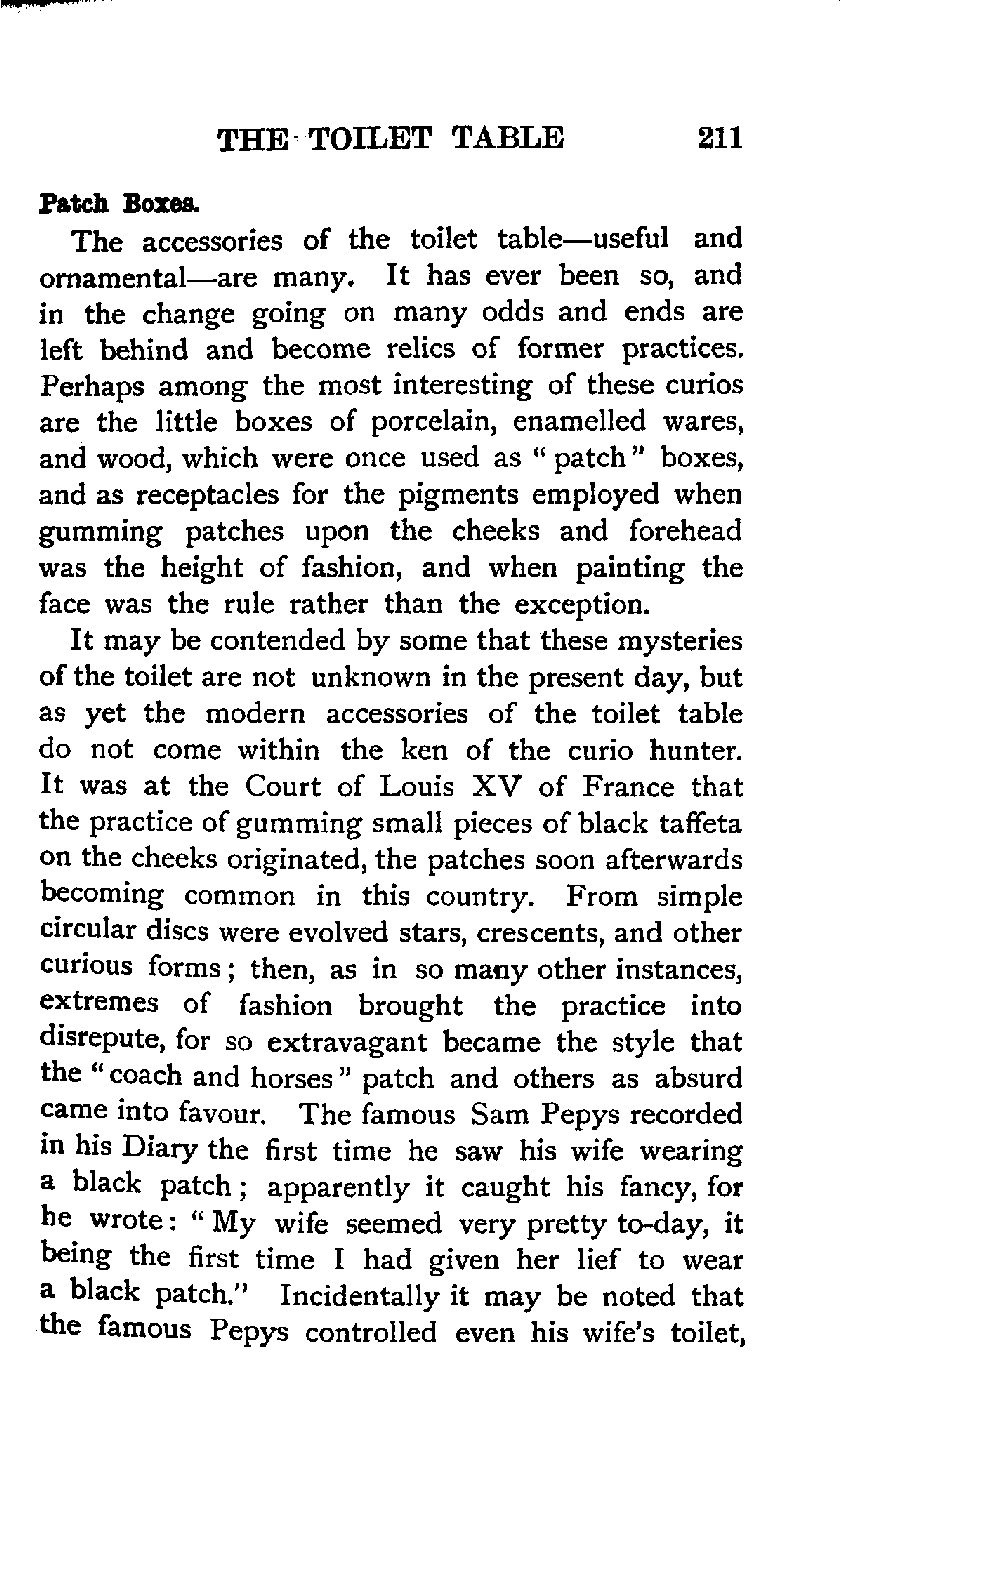 THE TOILET TABLE 211
Patch Boxes.
The accessories of the toilet table—useful and
ornamental—are many. It has ever been so, and
in the change going on many odds and ends are
left behind and become relics of former practices.
Perhaps among the most interesting of these curios
are the little boxes of porcelain, enamelled wares,
and wood, which were once used as "patch" boxes,
and as receptacles for the pigments employed when
gumming patches upon the cheeks and forehead
was the height of fashion, and when painting the
face was the rule rather than the exception.
It may be contended by some that these mysteries
of the toilet are not unknown in the present day, but
as yet the modern accessories of the toilet table
do not come within the ken of the curio hunter.
It was at the Court of Louis XV of France that
the practice of gumming small pieces of black taffeta
on the cheeks originated, the patches soon afterwards
becoming common in this country. From simple
circular discs were evolved stars, crescents, and other
curious forms; then, as in so many other instances,
extremes of fashion brought the practice into
disrepute, for so extravagant became the style that
the "coach and horses" patch and others as absurd
came into favour. The famous Sam Pepys recorded
in his Diary the first time he saw his wife wearing
a black patch; apparently it caught his fancy, for
he wrote: "My wife seemed very pretty to-day, it
being the first time I had given her lief to wear
a black patch." Incidentally it may be noted that
the famous Pepys controlled even his wife's toilet,